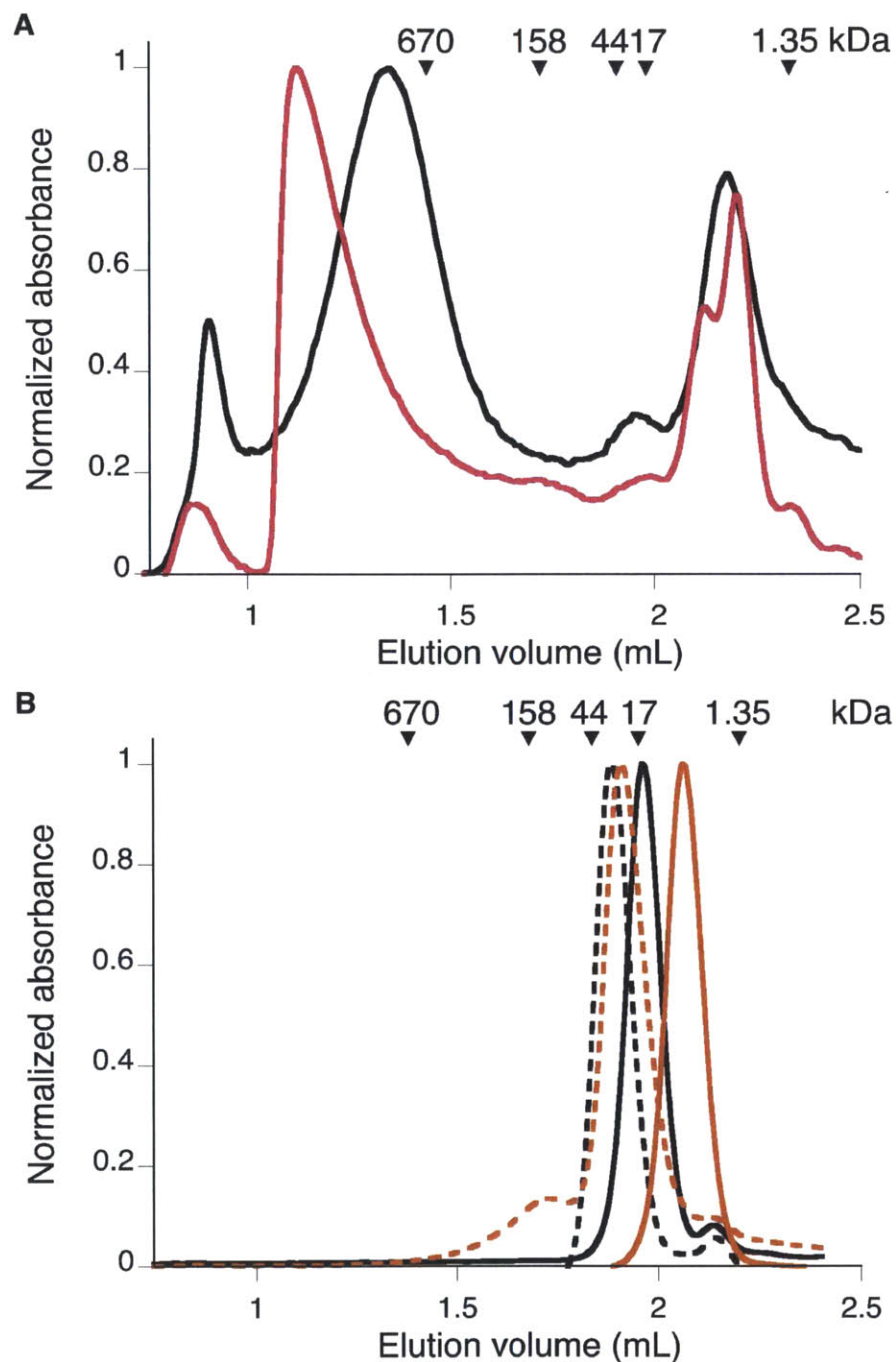 A
670 158 4417 1.35 kDa
1
0.8
0.6
0.4
0.2
0
Normalized absorbance
1 1.5 2 2.5
Elution volume (mL)
B
670 158 44 17 1.35 kDa
1
0.8
0.6
0.4
0.2
0
Normalized absorbance
1 1.5 2 2.5
Elution volume (mL)